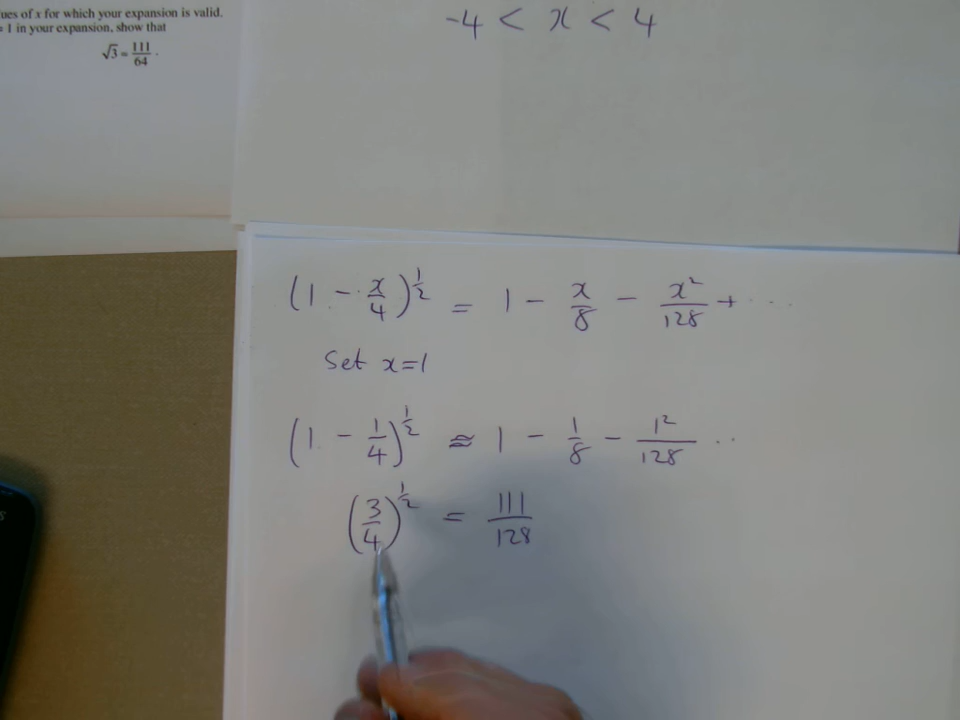 ues of x for which your expansion is valid.
= 1 in your expansion, show that
√3 = 111/64 .
-4 < x < 4
(1 - x/4)^1/2 = 1 - x/8 - x²/128 + ...
Set x=1
(1 - 1/4)^1/2 ≈ 1 - 1/8 - 1²/128 ..
(3/4)^1/2 = 111/128